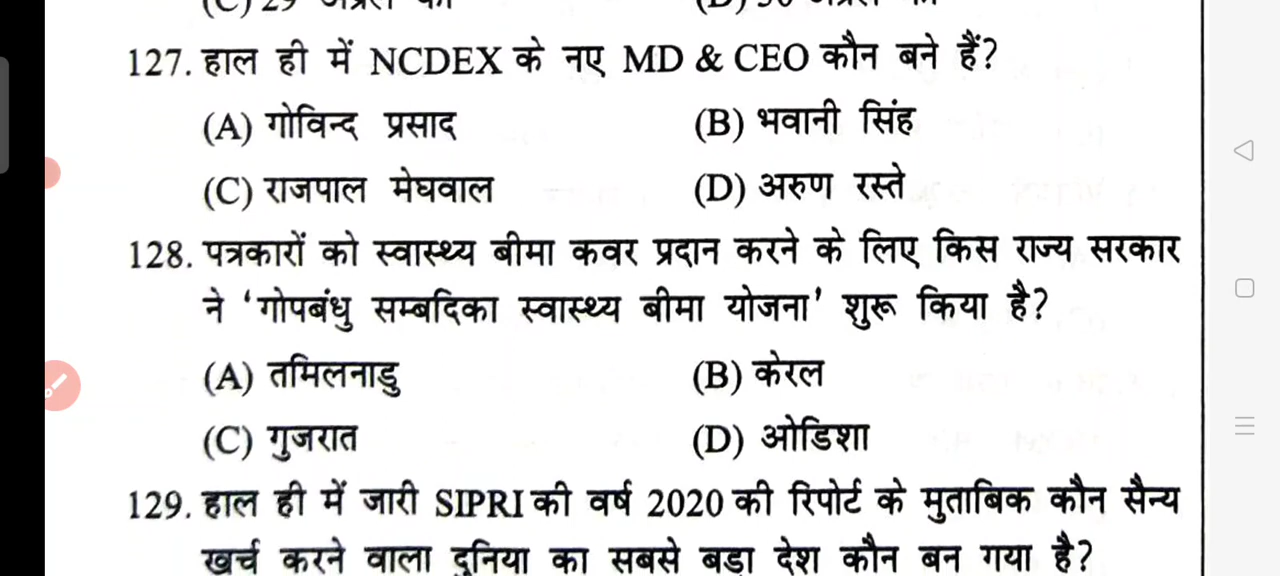 127. हाल ही में NCDEX के नए MD & CEO कौन बने हैं?
(A) गोविन्द प्रसाद (B) भवानी सिंह
(C) राजपाल मेघवाल (D) अरुण रस्ते
128. पत्रकारों को स्वास्थ्य बीमा कवर प्रदान करने के लिए किस राज्य सरकार
ने ‘गोपबंधु सम्बदिका स्वास्थ्य बीमा योजना’ शुरू किया है?
(A) तमिलनाडु (B) केरल
(C) गुजरात (D) ओडिशा
129. हाल ही में जारी SIPRI की वर्ष 2020 की रिपोर्ट के मुताबिक कौन सैन्य
खर्च करने वाला दुनिया का सबसे बड़ा देश कौन बन गया है?